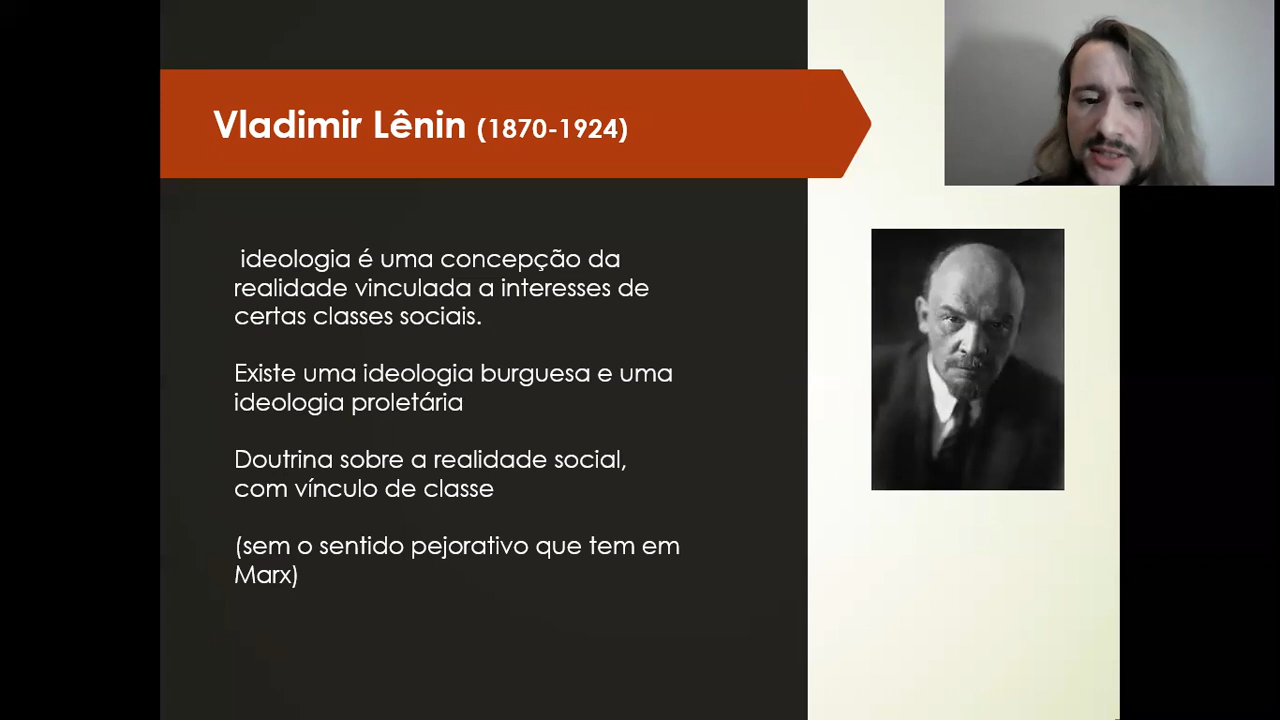 Vladimir Lênin (1870-1924)
ideologia é uma concepção da
realidade vinculada a interesses de
certas classes sociais.
Existe uma ideologia burguesa e uma
ideologia proletária
Doutrina sobre a realidade social,
com vínculo de classe
(sem o sentido pejorativo que tem em
Marx)